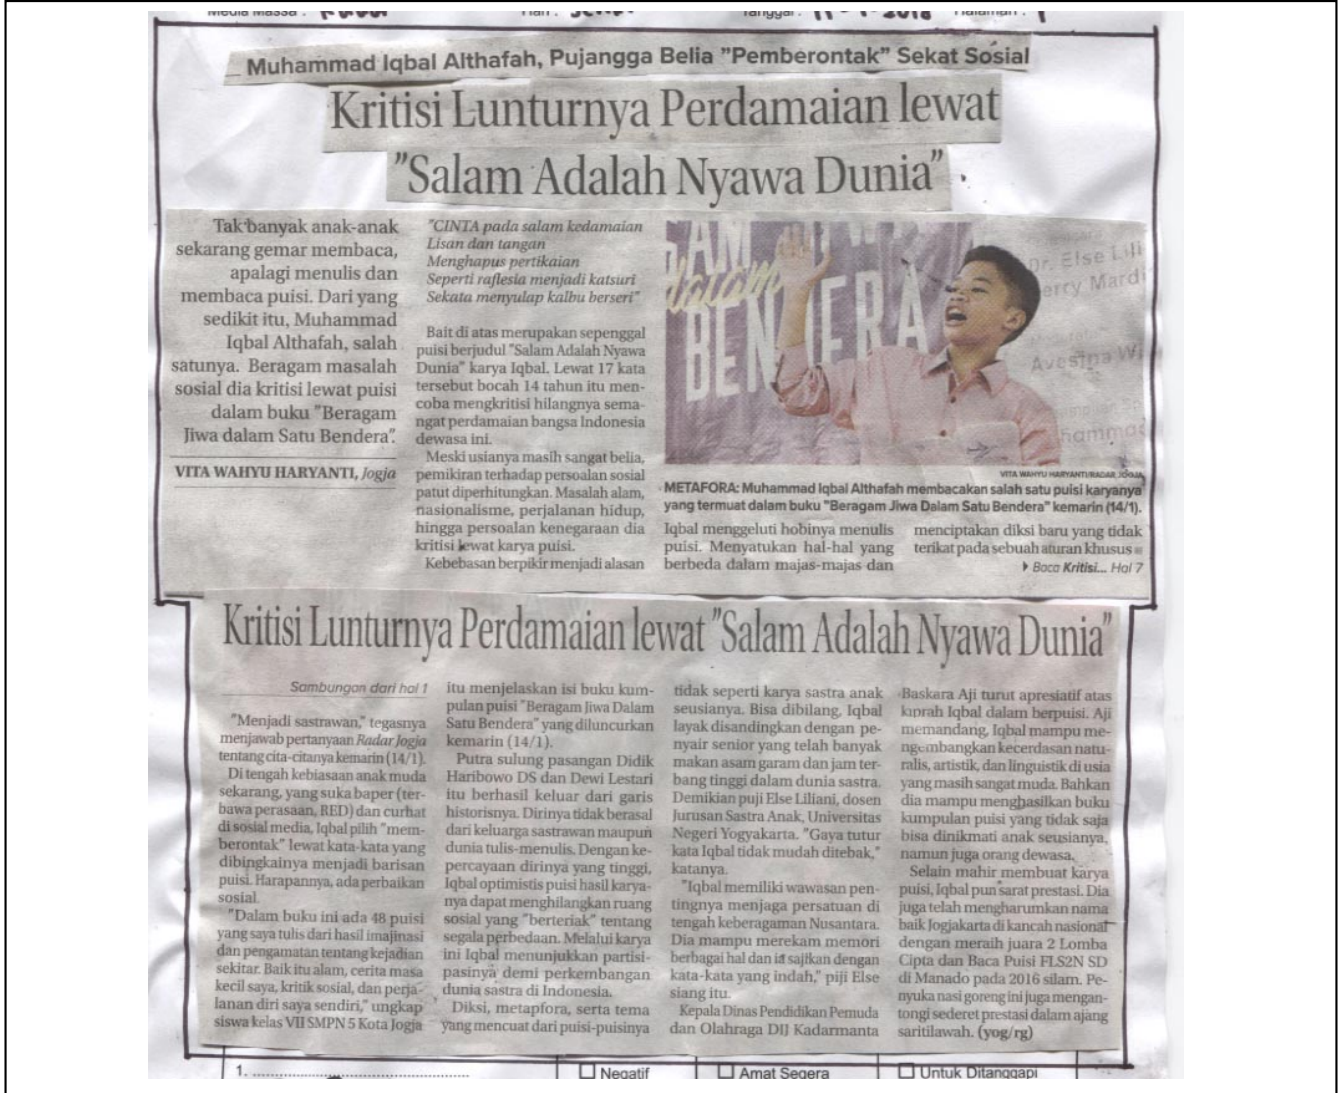 Media Massa :
Hari :
Tanggal :
2018
Halaman : 1
Muhammad Iqbal Althafah, Pujangga Belia "Pemberontak" Sekat Sosial
Kritisi Lunturnya Perdamaian lewat
"Salam Adalah Nyawa Dunia"
Tak banyak anak-anak
sekarang gemar membaca,
apalagi menulis dan
membaca puisi. Dari yang
sedikit itu, Muhammad
Iqbal Althafah, salah
satunya. Beragam masalah
sosial dia kritisi lewat puisi
dalam buku "Beragam
Jiwa dalam Satu Bendera".
VITA WAHYU HARYANTI, Jogja
"CINTA pada salam kedamaian
Lisan dan tangan
Menghapus pertikaian
Seperti raflesia menjadi katsuri
Sekata menyulap kalbu berseri"
Bait di atas merupakan sepenggal
puisi berjudul "Salam Adalah Nyawa
Dunia" karya Iqbal. Lewat 17 kata
tersebut bocah 14 tahun itu men-
coba mengkritisi hilangnya sema-
ngat perdamaian bangsa Indonesia
dewasa ini.
Meski usianya masih sangat belia,
pemikiran terhadap persoalan sosial
patut diperhitungkan. Masalah alam,
nasionalisme, perjalanan hidup,
hingga persoalan kenegaraan dia
kritisi lewat karya puisi.
Kebebasan berpikir menjadi alasan
dalam
BENDERA
Dr. Else Lili
ercy Mardi
Avesina Wi
hammad
VITA WAHYU HARYANTI/RADAR JOGJA
METAFORA: Muhammad Iqbal Althafah membacakan salah satu puisi karyanya
yang termuat dalam buku "Beragam Jiwa Dalam Satu Bendera" kemarin (14/1).
Iqbal menggeluti hobinya menulis
puisi. Menyatukan hal-hal yang
berbeda dalam majas-majas dan
menciptakan diksi baru yang tidak
terikat pada sebuah aturan khusus
Baca Kritisi... Hal 7
Kritisi Lunturnya Perdamaian lewat "Salam Adalah Nyawa Dunia"
Sambungan dari hal 1
"Menjadi sastrawan," tegasnya
menjawab pertanyaan Radar Jogja
tentang cita-citanya kemarin (14/1).
Di tengah kebiasaan anak muda
sekarang, yang suka baper (ter-
bawa perasaan, RED) dan curhat
di sosial media, Iqbal pilih "mem-
berontak" lewat kata-kata yang
dibingkainya menjadi barisan
puisi. Harapannya, ada perbaikan
sosial.
"Dalam buku ini ada 48 puisi
yang saya tulis dari hasil imajinasi
dan pengamatan tentang kejadian
sekitar. Baik itu alam, cerita masa
kecil saya, kritik sosial, dan perja-
lanan diri saya sendiri," ungkap
siswa kelas VII SMPN 5 Kota Jogja
itu menjelaskan isi buku kum-
pulan puisi "Beragam Jiwa Dalam
Satu Bendera" yang diluncurkan
kemarin (14/1).
Putra sulung pasangan Didik
Haribowo DS dan Dewi Lestari
itu berhasil keluar dari garis
historisnya. Dirinya tidak berasal
dari keluarga sastrawan maupun
dunia tulis-menulis. Dengan ke-
percayaan dirinya yang tinggi,
Iqbal optimistis puisi hasil karya-
nya dapat menghilangkan ruang
sosial yang "berteriak" tentang
segala perbedaan. Melalui karya
ini Iqbal menunjukkan partisi-
pasinya demi perkembangan
dunia sastra di Indonesia.
Diksi, metapfora, serta tema
yang mencuat dari puisi-puisinya
tidak seperti karya sastra anak
seusianya. Bisa dibilang, Iqbal
layak disandingkan dengan pe-
nyair senior yang telah banyak
makan asam garam dan jam ter-
bang tinggi dalam dunia sastra.
Demikian puji Else Liliani, dosen
Jurusan Sastra Anak, Universitas
Negeri Yogyakarta. "Gaya tutur
kata Iqbal tidak mudah ditebak,"
katanya.
"Iqbal memiliki wawasan pen-
tingnya menjaga persatuan di
tengah keberagaman Nusantara.
Dia mampu merekam memori
berbagai hal dan ia sajikan dengan
kata-kata yang indah," piji Else
siang itu.
Kepala Dinas Pendidikan Pemuda
dan Olahraga DIJ Kadarmanta
Baskara Aji turut apresiatif atas
kiprah Iqbal dalam berpuisi. Aji
memandang, Iqbal mampu me-
ngembangkan kecerdasan natu-
ralis, artistik, dan linguistik di usia
yang masih sangat muda. Bahkan
dia mampu menghasilkan buku
kumpulan puisi yang tidak saja
bisa dinikmati anak seusianya,
namun juga orang dewasa.
Selain mahir membuat karya
puisi, Iqbal pun sarat prestasi. Dia
juga telah mengharumkan nama
baik Jogjakarta di kancah nasional
dengan meraih juara 2 Lomba
Cipta dan Baca Puisi FLS2N SD
di Manado pada 2016 silam. Pe-
nyuka nasi goreng ini juga mengan-
tongi sederet prestasi dalam ajang
saritilawah. (yog/rg)
1. ........................................
Negatif
Amat Segera
Untuk Ditanggapi